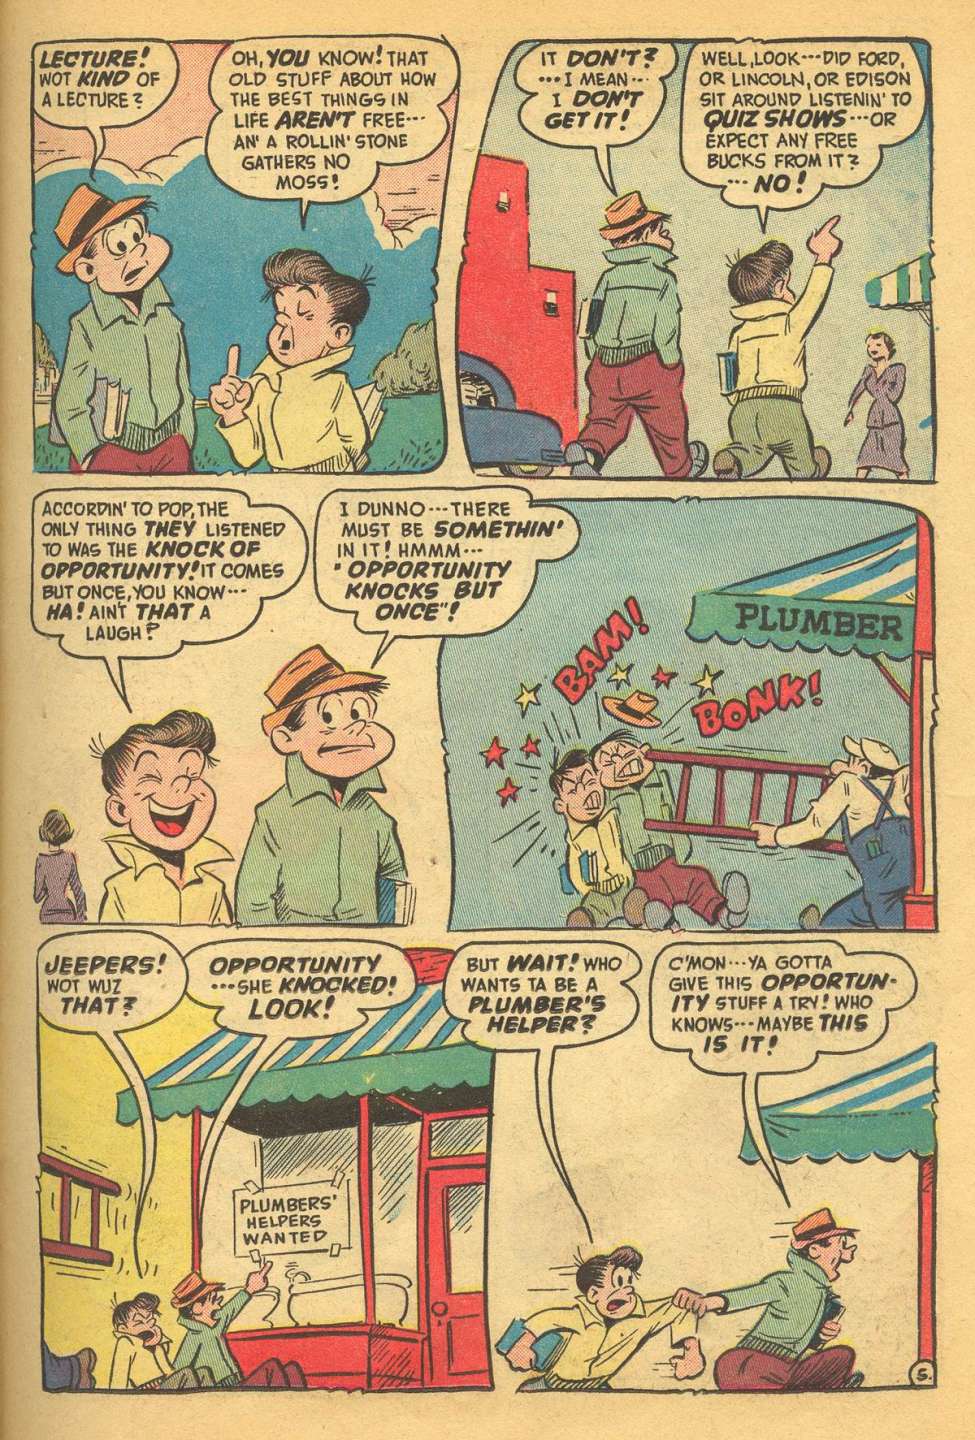 LECTURE!
WOT KIND OF
A LECTURE?
OH, YOU KNOW! THAT
OLD STUFF ABOUT HOW
THE BEST THINGS IN
LIFE AREN'T FREE---
AN' A ROLLIN' STONE
GATHERS NO
MOSS!
IT DON'T?
---I MEAN---
I DON'T
GET IT!
WELL, LOOK---DID FORD,
OR LINCOLN, OR EDISON
SIT AROUND LISTENIN' TO
QUIZ SHOWS---OR
EXPECT ANY FREE
BUCKS FROM IT?
--- NO!
ACCORDIN' TO POP, THE
ONLY THING THEY LISTENED
TO WAS THE KNOCK OF
OPPORTUNITY! IT COMES
BUT ONCE, YOU KNOW---
HA! AIN'T THAT A
LAUGH?
I DUNNO---THERE
MUST BE SOMETHIN'
IN IT! HMMM---
"OPPORTUNITY
KNOCKS BUT
ONCE"!
BAM!
BONK!
PLUMBER
JEEPERS!
WOT WUZ
THAT?
OPPORTUNITY
---SHE KNOCKED!
LOOK!
PLUMBERS'
HELPERS
WANTED
BUT WAIT! WHO
WANTS TA BE A
PLUMBER'S
HELPER?
C'MON---YA GOTTA
GIVE THIS OPPORTUN-
ITY STUFF A TRY! WHO
KNOWS---MAYBE THIS
IS IT!
5.